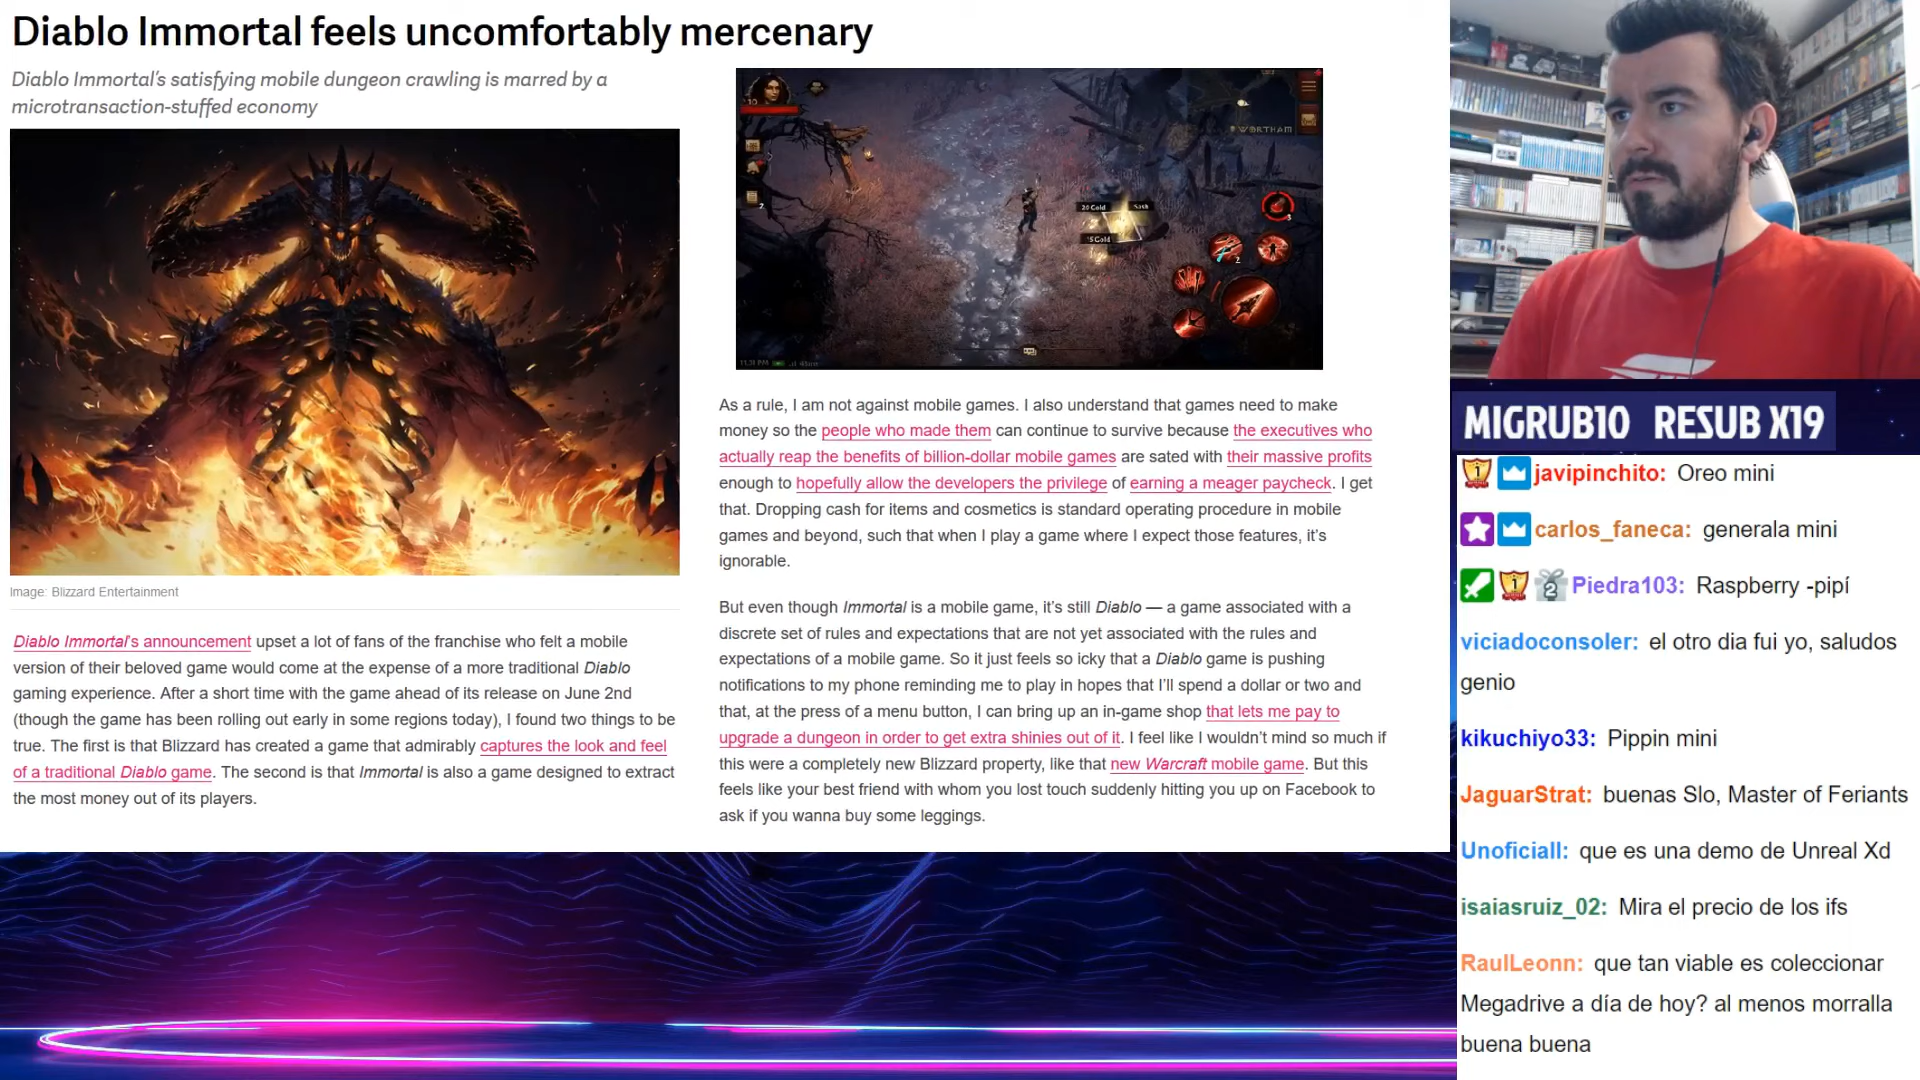 Diablo Immortal feels uncomfortably mercenary
Diablo Immortal's satisfying mobile dungeon crawling is marred by a
microtransaction-stuffed economy
Image: Blizzard Entertainment
Diablo Immortal's announcement upset a lot of fans of the franchise who felt a mobile
version of their beloved game would come at the expense of a more traditional Diablo
gaming experience. After a short time with the game ahead of its release on June 2nd
(though the game has been rolling out early in some regions today), I found two things to be
true. The first is that Blizzard has created a game that admirably captures the look and feel
of a traditional Diablo game. The second is that Immortal is also a game designed to extract
the most money out of its players.
10
WORTHAM
20 Gold
Sash
15 Gold
2
3
2
11:31 PM
As a rule, I am not against mobile games. I also understand that games need to make
money so the people who made them can continue to survive because the executives who
actually reap the benefits of billion-dollar mobile games are sated with their massive profits
enough to hopefully allow the developers the privilege of earning a meager paycheck. I get
that. Dropping cash for items and cosmetics is standard operating procedure in mobile
games and beyond, such that when I play a game where I expect those features, it's
ignorable.
But even though Immortal is a mobile game, it's still Diablo — a game associated with a
discrete set of rules and expectations that are not yet associated with the rules and
expectations of a mobile game. So it just feels so icky that a Diablo game is pushing
notifications to my phone reminding me to play in hopes that I'll spend a dollar or two and
that, at the press of a menu button, I can bring up an in-game shop that lets me pay to
upgrade a dungeon in order to get extra shinies out of it. I feel like I wouldn't mind so much if
this were a completely new Blizzard property, like that new Warcraft mobile game. But this
feels like your best friend with whom you lost touch suddenly hitting you up on Facebook to
ask if you wanna buy some leggings.
MIGRUB10 RESUB X19
1 javipinchito: Oreo mini
carlos_faneca: generala mini
1 2 Piedra103: Raspberry -pipí
viciadoconsoler: el otro dia fui yo, saludos
genio
kikuchiyo33: Pippin mini
JaguarStrat: buenas Slo, Master of Feriants
Unoficiall: que es una demo de Unreal Xd
isaiasruiz_02: Mira el precio de los ifs
RaulLeonn: que tan viable es coleccionar
Megadrive a día de hoy? al menos morralla
buena buena